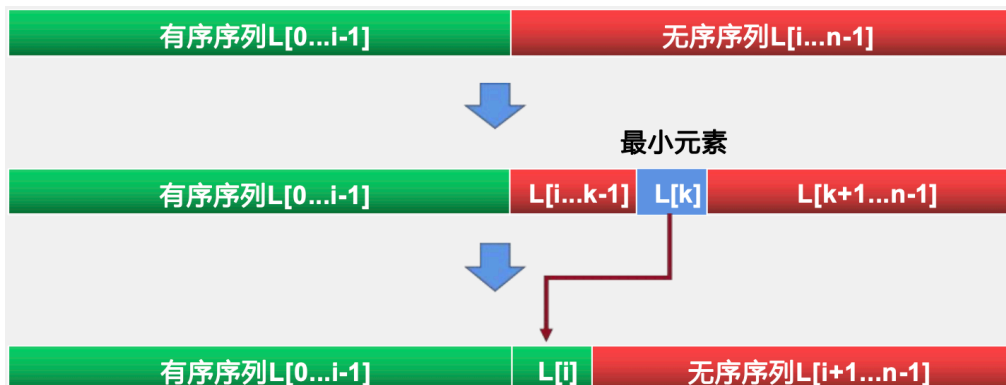 有序序列L[0...i-1] 无序序列L[i...n-1]
最小元素
有序序列L[0...i-1] L[i...k-1] L[k] L[k+1...n-1]
有序序列L[0...i-1] L[i] 无序序列L[i+1...n-1]